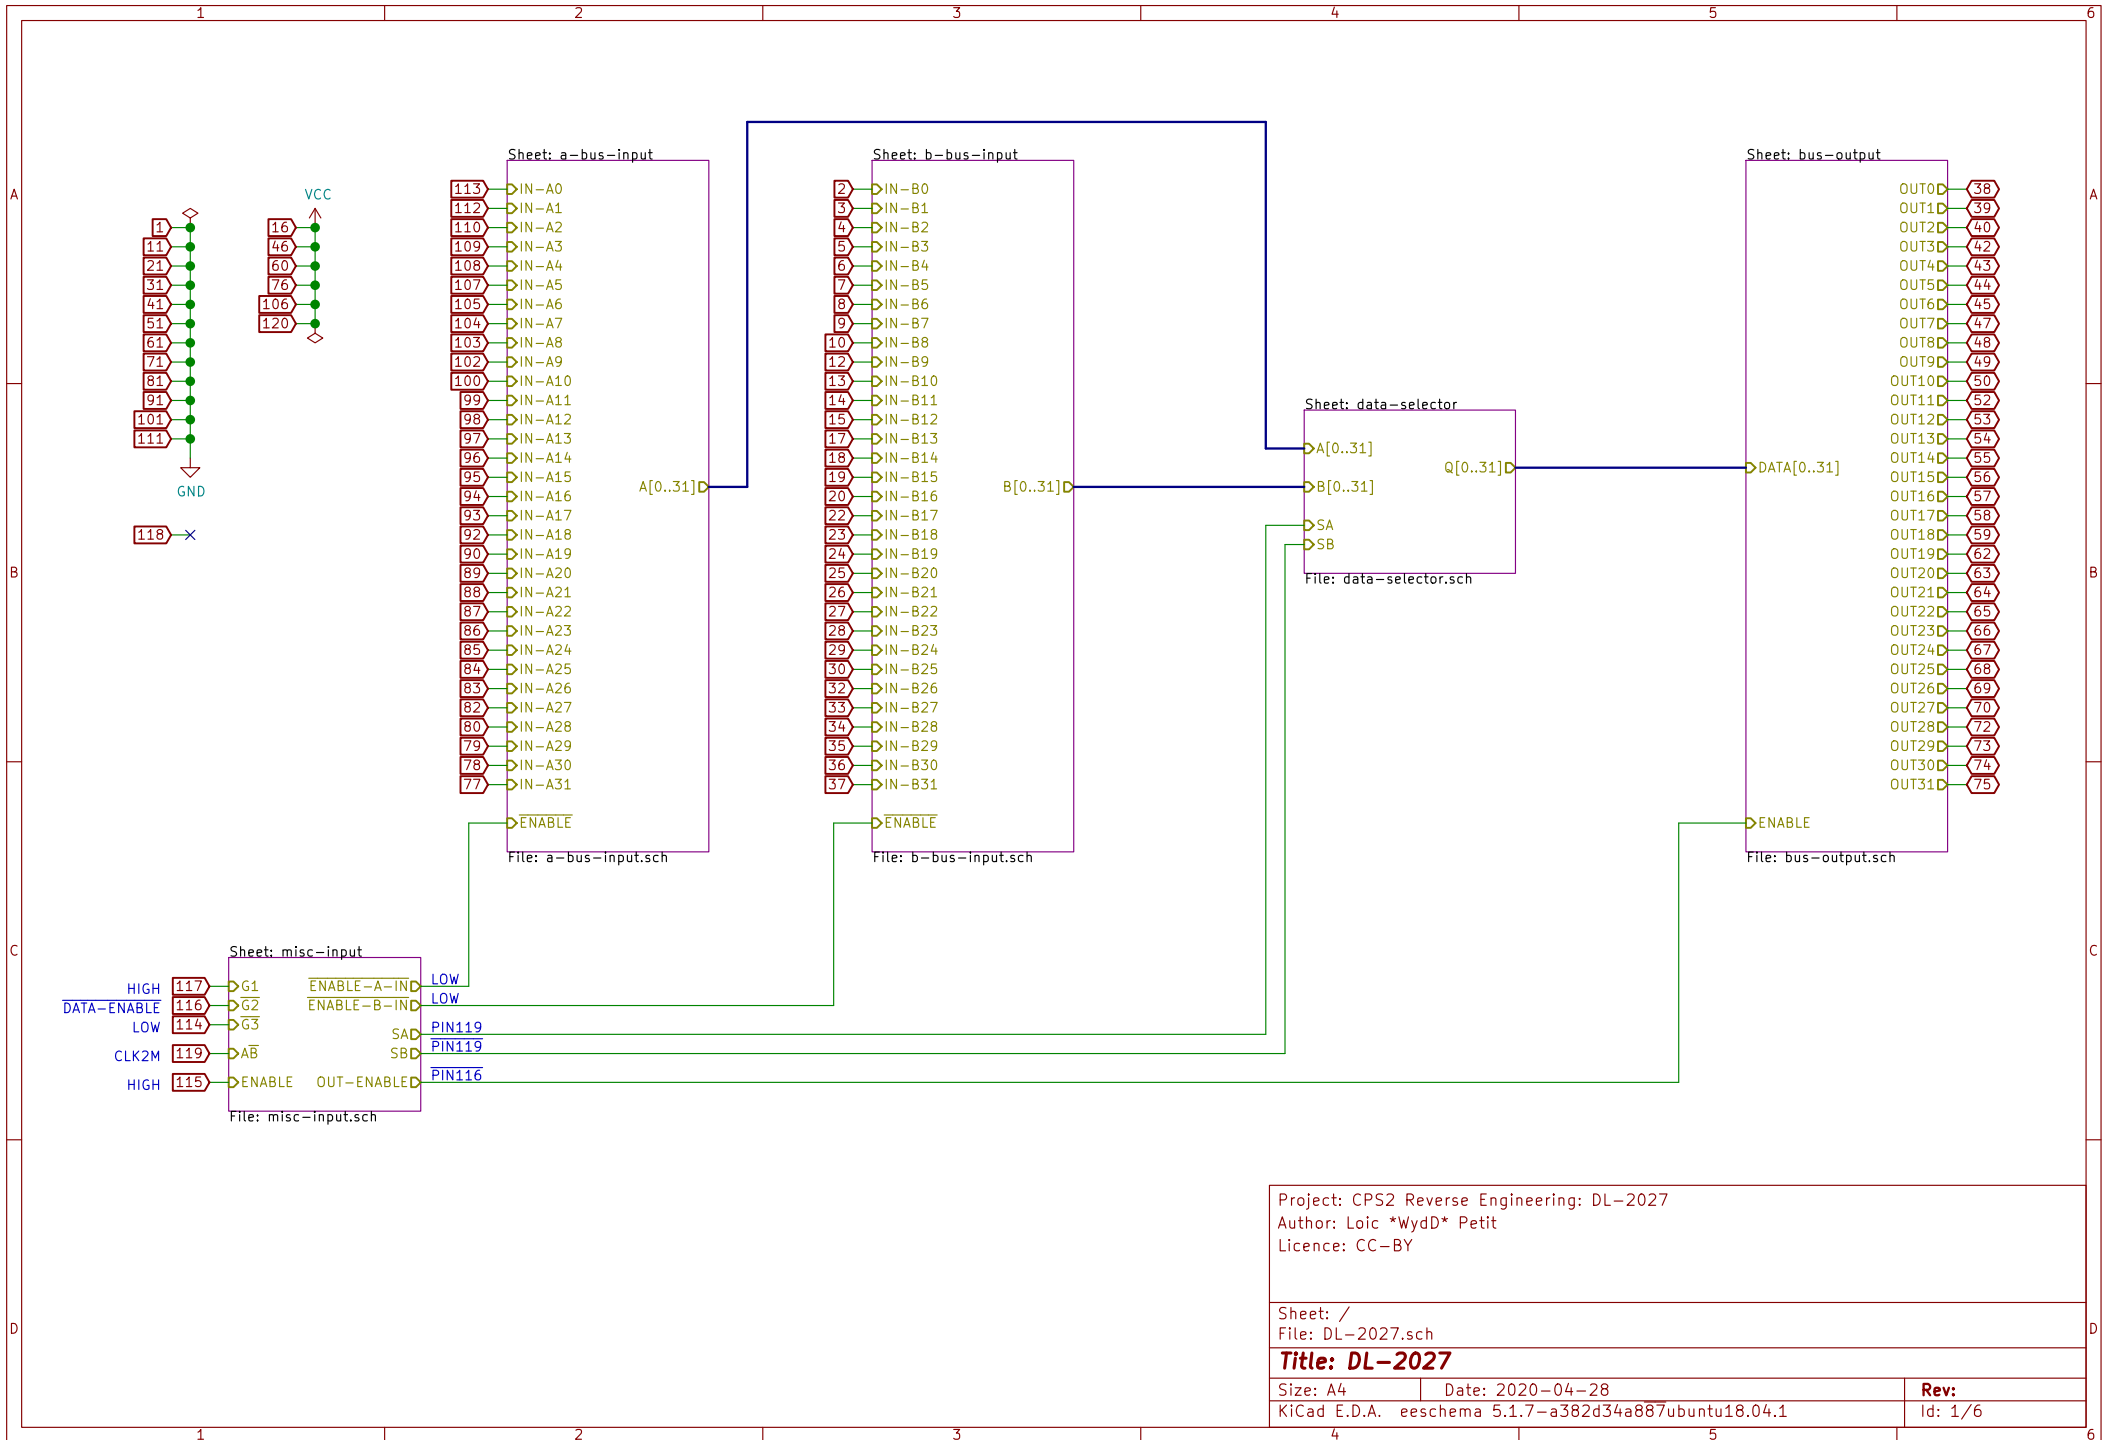 1 2 3 4 5 6
A A
B B
C C
D D
VCC
1
11
21
31
41
51
61
71
81
91
101
111
GND
118
16
46
60
76
106
120
Sheet: a-bus-input
113 IN-A0
112 IN-A1
110 IN-A2
109 IN-A3
108 IN-A4
107 IN-A5
105 IN-A6
104 IN-A7
103 IN-A8
102 IN-A9
100 IN-A10
99 IN-A11
98 IN-A12
97 IN-A13
96 IN-A14
95 IN-A15
94 IN-A16
93 IN-A17
92 IN-A18
90 IN-A19
89 IN-A20
88 IN-A21
87 IN-A22
86 IN-A23
85 IN-A24
84 IN-A25
83 IN-A26
82 IN-A27
80 IN-A28
79 IN-A29
78 IN-A30
77 IN-A31
ENABLE
A[0..31]
File: a-bus-input.sch
Sheet: b-bus-input
2 IN-B0
3 IN-B1
4 IN-B2
5 IN-B3
6 IN-B4
7 IN-B5
8 IN-B6
9 IN-B7
10 IN-B8
12 IN-B9
13 IN-B10
14 IN-B11
15 IN-B12
17 IN-B13
18 IN-B14
19 IN-B15
20 IN-B16
22 IN-B17
23 IN-B18
24 IN-B19
25 IN-B20
26 IN-B21
27 IN-B22
28 IN-B23
29 IN-B24
30 IN-B25
32 IN-B26
33 IN-B27
34 IN-B28
35 IN-B29
36 IN-B30
37 IN-B31
ENABLE
B[0..31]
File: b-bus-input.sch
Sheet: data-selector
A[0..31]
Q[0..31]
B[0..31]
SA
SB
File: data-selector.sch
Sheet: bus-output
OUT0 38
OUT1 39
OUT2 40
OUT3 42
OUT4 43
OUT5 44
OUT6 45
OUT7 47
OUT8 48
OUT9 49
OUT10 50
OUT11 52
OUT12 53
OUT13 54
OUT14 55
OUT15 56
OUT16 57
OUT17 58
OUT18 59
OUT19 62
OUT20 63
OUT21 64
OUT22 65
OUT23 66
OUT24 67
OUT25 68
OUT26 69
OUT27 70
OUT28 72
OUT29 73
OUT30 74
OUT31 75
DATA[0..31]
ENABLE
File: bus-output.sch
Sheet: misc-input
HIGH 117 G1 ENABLE-A-IN LOW
DATA-ENABLE 116 G2 ENABLE-B-IN LOW
LOW 114 G3
SA PIN119
CLK2M 119 AB SB PIN119
HIGH 115 ENABLE OUT-ENABLE PIN116
File: misc-input.sch
Project: CPS2 Reverse Engineering: DL-2027
Author: Loic *WydD* Petit
Licence: CC-BY
Sheet: /
File: DL-2027.sch
Title: DL-2027
Size: A4 Date: 2020-04-28 Rev:
KiCad E.D.A. eeschema 5.1.7-a382d34a887ubuntu18.04.1 Id: 1/6
1 2 3 4 5 6